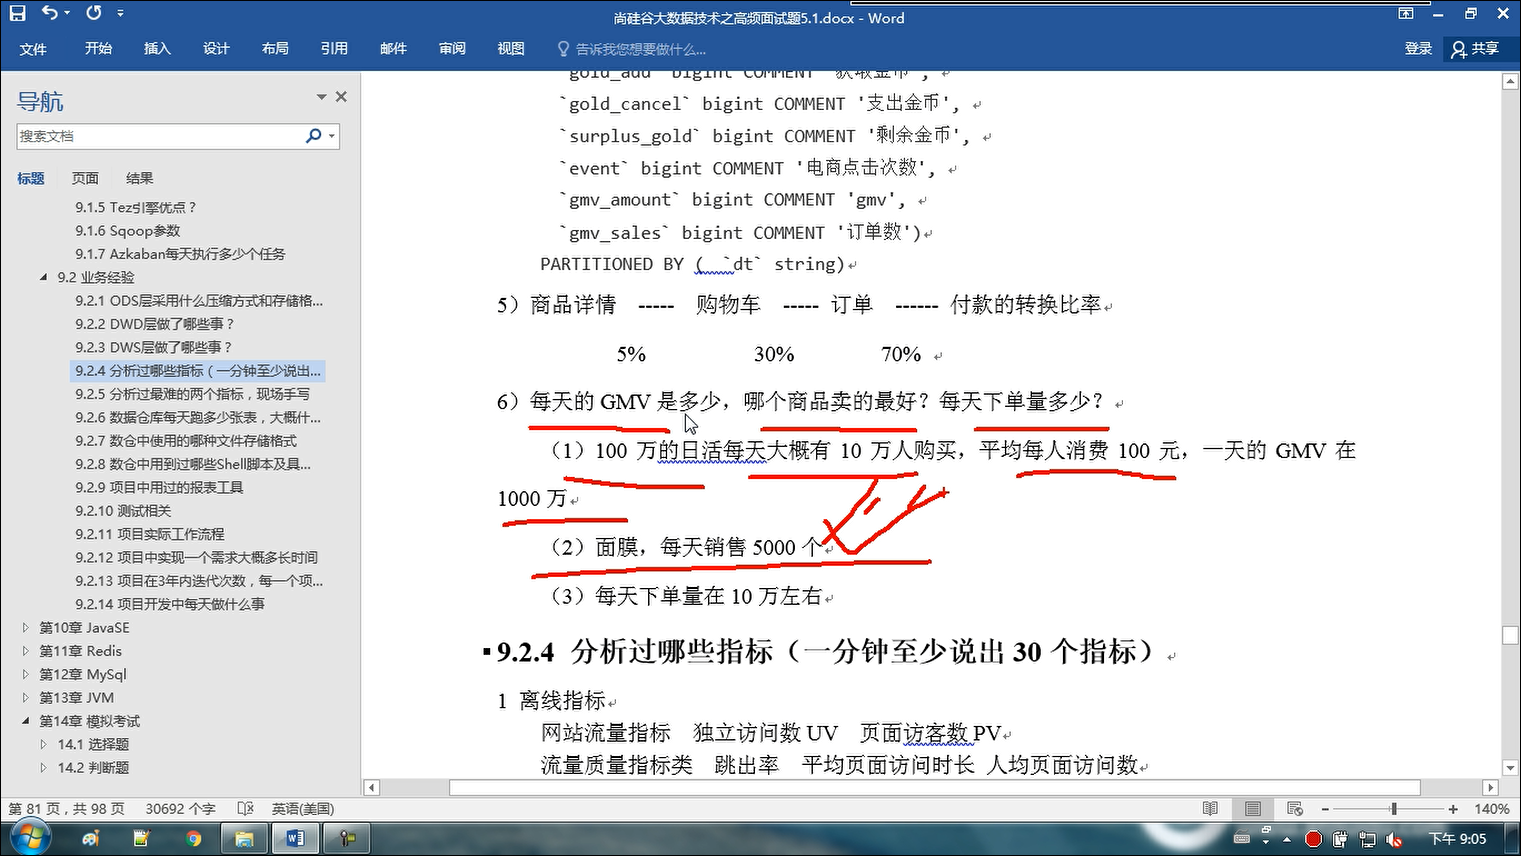 尚硅谷大数据技术之高频面试题5.1.docx - Word
文件 开始 插入 设计 布局 引用 邮件 审阅 视图 告诉我您想要做什么... 登录 共享
导航
搜索文档
标题 页面 结果
9.1.5 Tez引擎优点？
9.1.6 Sqoop参数
9.1.7 Azkaban每天执行多少个任务
9.2 业务经验
9.2.1 ODS层采用什么压缩方式和存储格...
9.2.2 DWD层做了哪些事？
9.2.3 DWS层做了哪些事？
9.2.4 分析过哪些指标（一分钟至少说出...
9.2.5 分析过最难的两个指标，现场手写
9.2.6 数据仓库每天跑多少张表，大概什...
9.2.7 数仓中使用的哪种文件存储格式
9.2.8 数仓中用到过哪些Shell脚本及具...
9.2.9 项目中用过的报表工具
9.2.10 测试相关
9.2.11 项目实际工作流程
9.2.12 项目中实现一个需求大概多长时间
9.2.13 项目在3年内迭代次数，每一个项...
9.2.14 项目开发中每天做什么事
第10章 JavaSE
第11章 Redis
第12章 MySql
第13章 JVM
第14章 模拟考试
14.1 选择题
14.2 判断题
`gold_add` bigint COMMENT '获取金币',
`gold_cancel` bigint COMMENT '支出金币',
`surplus_gold` bigint COMMENT '剩余金币',
`event` bigint COMMENT '电商点击次数',
`gmv_amount` bigint COMMENT 'gmv',
`gmv_sales` bigint COMMENT '订单数')
PARTITIONED BY ( `dt` string)
5）商品详情 ----- 购物车 ----- 订单 ------ 付款的转换比率
5% 30% 70%
6）每天的 GMV 是多少，哪个商品卖的最好？每天下单量多少？
（1）100 万的日活每天大概有 10 万人购买，平均每人消费 100 元，一天的 GMV 在
1000 万
（2）面膜，每天销售 5000 个
（3）每天下单量在 10 万左右
9.2.4 分析过哪些指标（一分钟至少说出 30 个指标）
1 离线指标
网站流量指标 独立访问数 UV 页面访客数 PV
流量质量指标类 跳出率 平均页面访问时长 人均页面访问数
第 81 页，共 98 页 30692 个字 英语(美国) 140%
下午 9:05